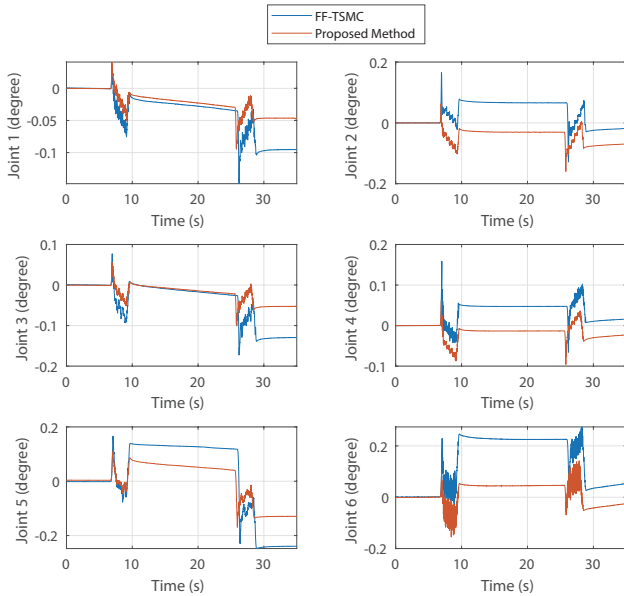 FF-TSMC
Proposed Method
Joint 1 (degree)
0
-0.05
-0.1
0 10 20 30
Time (s)
Joint 2 (degree)
0.2
0
-0.2
0 10 20 30
Time (s)
Joint 3 (degree)
0.1
0
-0.1
-0.2
0 10 20 30
Time (s)
Joint 4 (degree)
0.2
0.1
0
-0.1
0 10 20 30
Time (s)
Joint 5 (degree)
0.2
0
-0.2
0 10 20 30
Time (s)
Joint 6 (degree)
0.2
0
-0.2
0 10 20 30
Time (s)